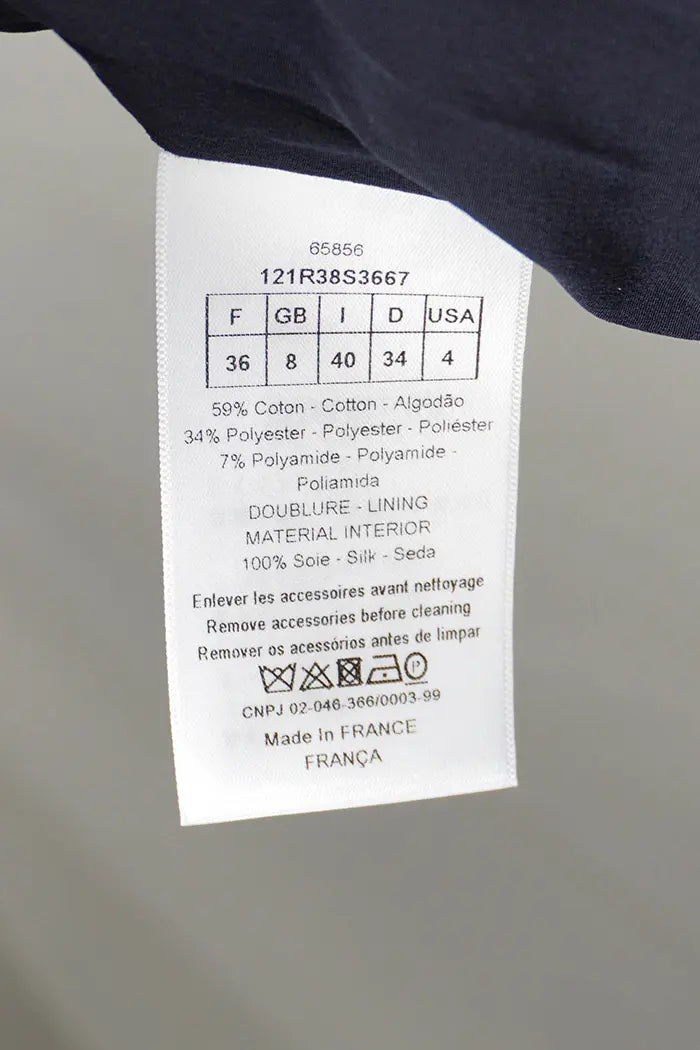 65856
121R38S3667
F GB I D USA
36 8 40 34 4
59% Coton - Cotton - Algodão
34% Polyester - Polyester - Poliéster
7% Polyamide - Polyamide -
Poliamida
DOUBLURE - LINING
MATERIAL INTERIOR
100% Soie - Silk - Seda
Enlever les accessoires avant nettoyage
Remove accessories before cleaning
Remover os acessórios antes de limpar
P
CNPJ 02-046-366/0003-99
Made In FRANCE
FRANÇA